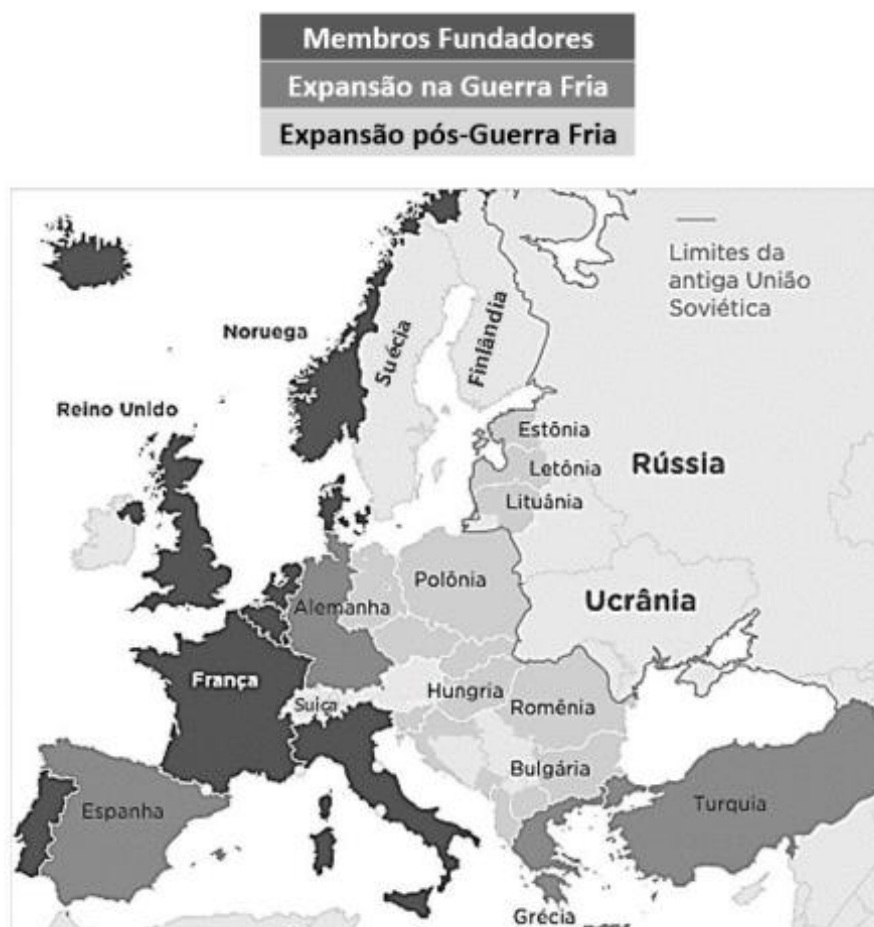 Membros Fundadores
Expansão na Guerra Fria
Expansão pós-Guerra Fria
Limites da
antiga União
Soviética
Noruega
Suécia
Finlândia
Reino Unido
Estônia
Letônia
Rússia
Lituânia
Polônia
Alemanha
Ucrânia
França
Suiça
Hungria
Romênia
Bulgária
Espanha
Turquia
Grécia